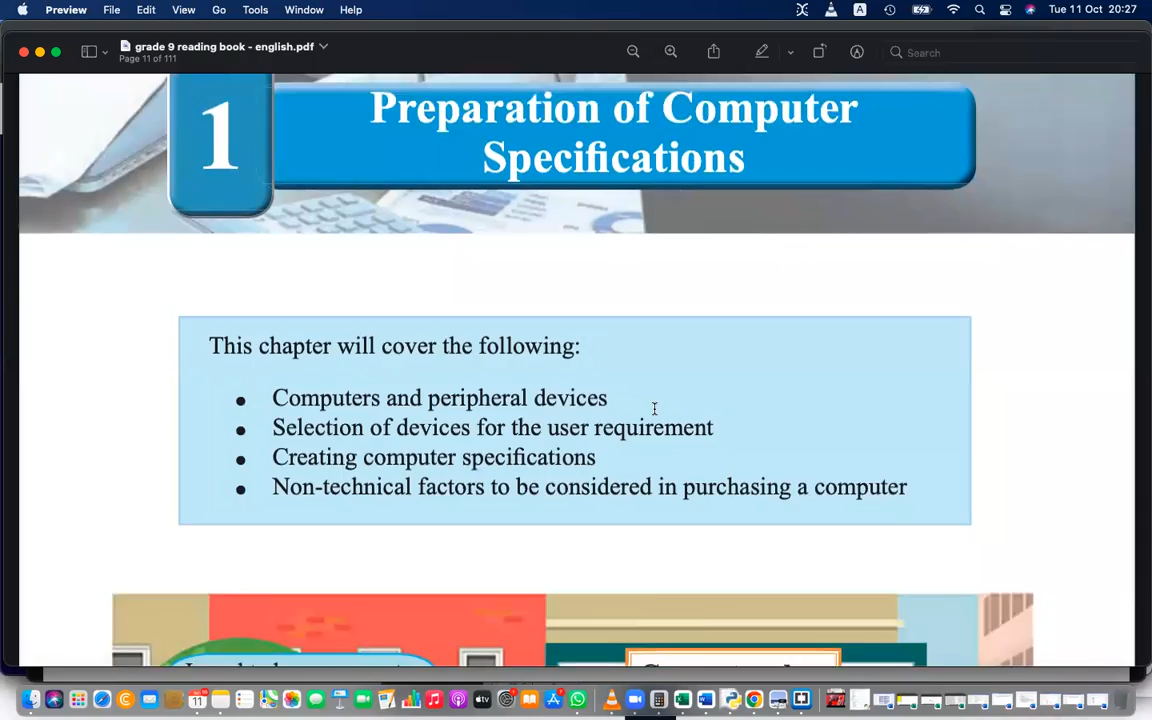 Preview File Edit View Go Tools Window Help
A
Tue 11 Oct 20:27
grade 9 reading book - english.pdf
Page 11 of 111
Search
1
Preparation of Computer
Specifications
This chapter will cover the following:
• Computers and peripheral devices
• Selection of devices for the user requirement
• Creating computer specifications
• Non-technical factors to be considered in purchasing a computer